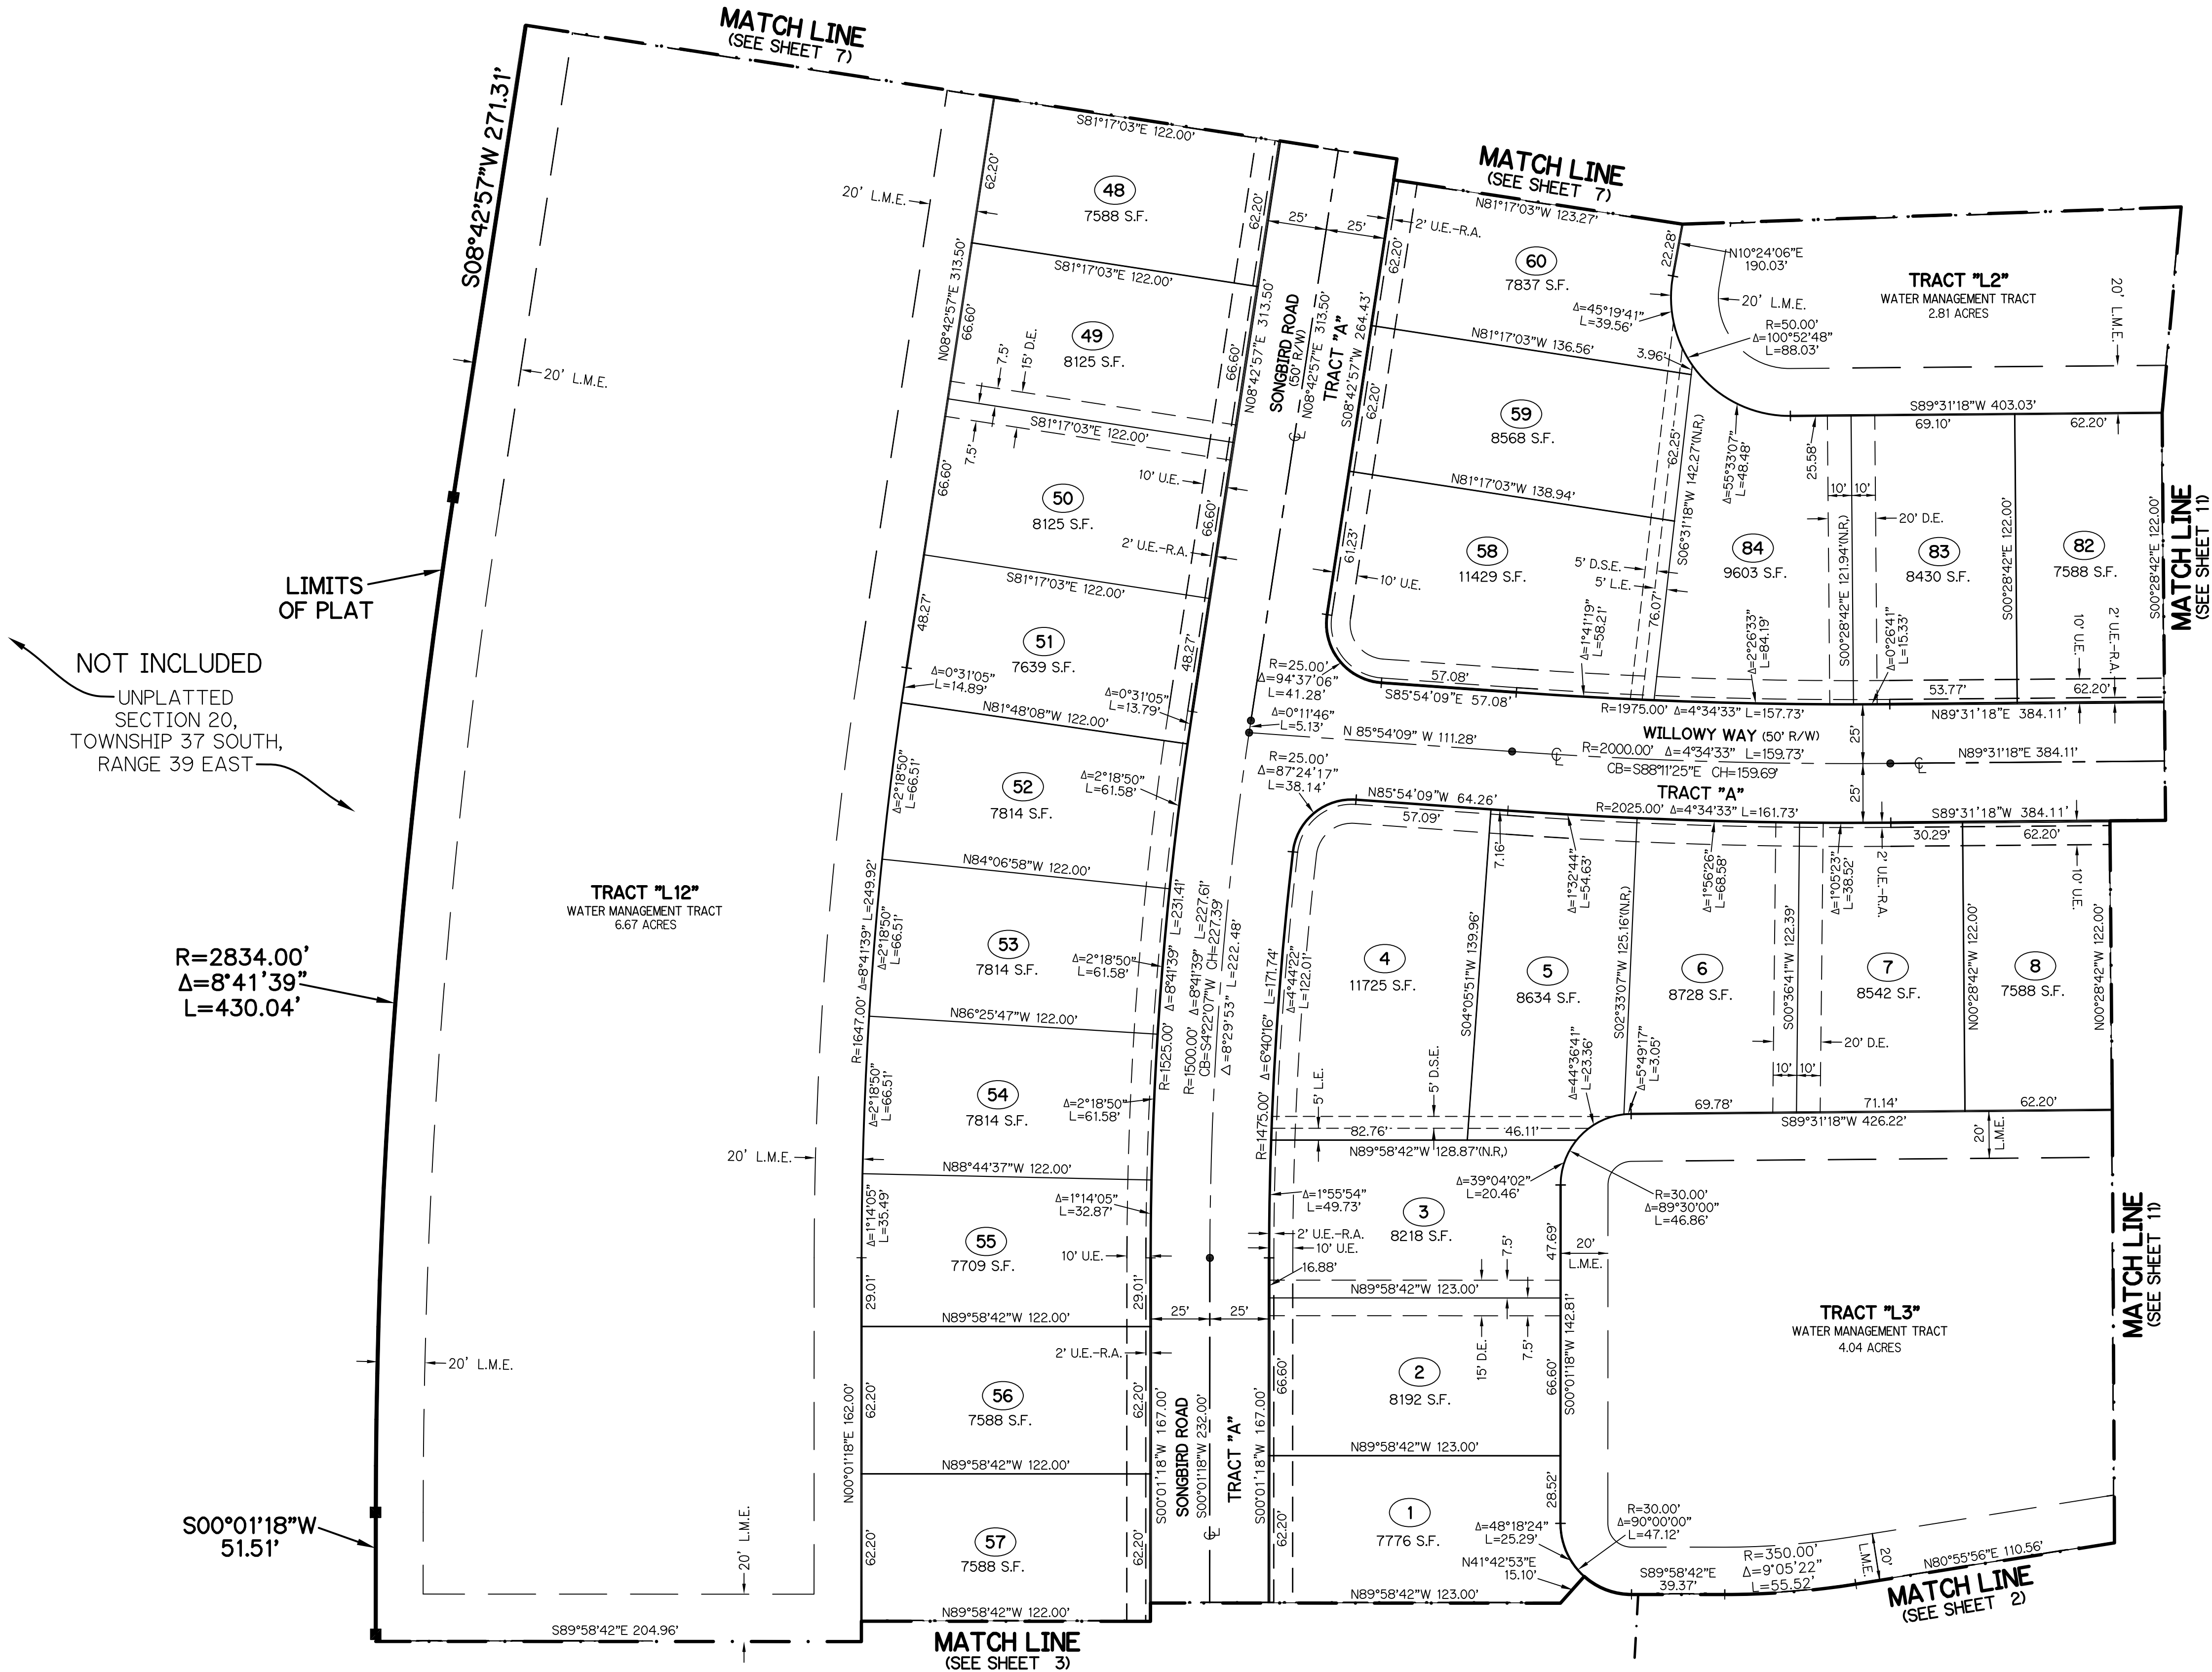 MATCH LINE
(SEE SHEET 7)
S08°42'57"W 271.31'
20' L.M.E.
20' L.M.E.
LIMITS
OF PLAT
NOT INCLUDED
UNPLATTED
SECTION 20,
TOWNSHIP 37 SOUTH,
RANGE 39 EAST
R=2834.00'
Δ=8°41'39"
L=430.04'
S00°01'18"W
51.51'
TRACT "L12"
WATER MANAGEMENT TRACT
6.67 ACRES
20' L.M.E.
20' L.M.E.
20' L.M.E.
S89°58'42"E 204.96'
S81°17'03"E 122.00'
62.20'
48
7588 S.F.
62.20'
N08°42'57"E 313.50'
S81°17'03"E 122.00'
66.60'
49
8125 S.F.
66.60'
7.5'
15' D.E.
S81°17'03"E 122.00'
7.5'
10' U.E.
66.60'
50
8125 S.F.
66.60'
2' U.E.-R.A.
S81°17'03"E 122.00'
48.27'
51
7639 S.F.
48.27'
Δ=0°31'05"
L=14.89'
Δ=0°31'05"
L=13.79'
N81°48'08"W 122.00'
Δ=2°18'50"
L=66.51'
52
7814 S.F.
Δ=2°18'50"
L=61.58'
N84°06'58"W 122.00'
R=1647.00' Δ=8°41'39" L=249.92'
Δ=2°18'50"
L=66.51'
53
7814 S.F.
Δ=2°18'50"
L=61.58'
N86°25'47"W 122.00'
Δ=2°18'50"
L=66.51'
54
7814 S.F.
Δ=2°18'50"
L=61.58'
N88°44'37"W 122.00'
Δ=1°14'05"
L=35.49'
Δ=1°14'05"
L=32.87'
55
7709 S.F.
10' U.E.
29.01'
29.01'
N89°58'42"W 122.00'
2' U.E.-R.A.
N00°01'18"E 162.00'
62.20'
56
7588 S.F.
62.20'
N89°58'42"W 122.00'
62.20'
57
7588 S.F.
62.20'
N89°58'42"W 122.00'
MATCH LINE
(SEE SHEET 3)
25'
25'
N08°42'57"E 313.50'
SONGBIRD ROAD
(50' R/W)
N08°42'57"E 313.50'
TRACT "A"
S08°42'57"W 264.43'
R=1525.00' Δ=8°41'39" L=231.41'
R=1500.00' Δ=8°41'39" L=227.61'
CB=S4°22'07"W CH=227.39'
Δ=8°29'53" L=222.48'
R=1475.00' Δ=6°40'16" L=171.74'
25'
25'
S00°01'18"W 167.00'
SONGBIRD ROAD
S00°01'18"W 232.00'
TRACT "A"
S00°01'18"W 167.00'
MATCH LINE
(SEE SHEET 7)
N81°17'03"W 123.27'
2' U.E.-R.A.
62.20'
60
7837 S.F.
22.28'
N10°24'06"E
190.03'
20' L.M.E.
Δ=45°19'41"
L=39.56'
R=50.00'
Δ=100°52'48"
L=88.03'
TRACT "L2"
WATER MANAGEMENT TRACT
2.81 ACRES
20' L.M.E.
N81°17'03"W 136.56'
3.96'
62.20'
59
8568 S.F.
62.25'
S06°31'18"W 142.27'(N.R.)
N81°17'03"W 138.94'
61.23'
58
11429 S.F.
10' U.E.
5' D.S.E.
5' L.E.
76.07'
Δ=1°41'19"
L=58.21'
Δ=55°33'07"
L=48.48'
25.58'
84
9603 S.F.
Δ=2°26'33"
L=84.19'
10'
10'
S00°28'42"E 121.94'(N.R.)
S89°31'18"W 403.03'
69.10'
62.20'
20' D.E.
83
8430 S.F.
Δ=0°26'41"
L=15.33'
53.77'
S00°28'42"E 122.00'
82
7588 S.F.
10' U.E.
2' U.E.-R.A.
62.20'
S00°28'42"E 122.00'
MATCH LINE
(SEE SHEET 11)
R=25.00'
Δ=94°37'06"
L=41.28'
57.08'
S85°54'09"E 57.08'
R=1975.00' Δ=4°34'33" L=157.73'
N89°31'18"E 384.11'
Δ=0°11'46"
L=5.13'
N 85°54'09" W 111.28'
WILLOWY WAY (50' R/W)
R=2000.00' Δ=4°34'33" L=159.73'
CB=S88°11'25"E CH=159.69'
25'
N89°31'18"E 384.11'
TRACT "A"
25'
R=25.00'
Δ=87°24'17"
L=38.14'
N85°54'09"W 64.26'
57.09'
R=2025.00' Δ=4°34'33" L=161.73'
S89°31'18"W 384.11'
30.29'
62.20'
7.16'
Δ=4°44'22"
L=122.01'
4
11725 S.F.
S04°05'51"W 139.96'
Δ=1°32'44"
L=54.63'
5
8634 S.F.
S02°33'07"W 125.16'(N.R.)
Δ=1°56'26"
L=68.58'
6
8728 S.F.
S00°36'41"W 122.39'
Δ=1°05'23"
L=38.52'
2' U.E.-R.A.
7
8542 S.F.
N00°28'42"W 122.00'
10' U.E.
8
7588 S.F.
N00°28'42"W 122.00'
20' D.E.
10'
10'
5' L.E.
5' D.S.E.
Δ=44°36'41"
L=23.36'
Δ=5°49'17"
L=3.05'
69.78'
71.14'
62.20'
S89°31'18"W 426.22'
82.76'
46.11'
N89°58'42"W 128.87'(N.R.)
20'
L.M.E.
Δ=39°04'02"
L=20.46'
R=30.00'
Δ=89°30'00"
L=46.86'
Δ=1°55'54"
L=49.73'
3
8218 S.F.
2' U.E.-R.A.
10' U.E.
16.88'
7.5'
47.69'
20'
L.M.E.
N89°58'42"W 123.00'
15' D.E.
7.5'
66.60'
2
8192 S.F.
66.60'
S00°01'18"W 142.81'
N89°58'42"W 123.00'
TRACT "L3"
WATER MANAGEMENT TRACT
4.04 ACRES
MATCH LINE
(SEE SHEET 11)
62.20'
1
7776 S.F.
28.52'
Δ=48°18'24"
L=25.29'
R=30.00'
Δ=90°00'00"
L=47.12'
N41°42'53"E
15.10'
N89°58'42"W 123.00'
S89°58'42"E
39.37'
R=350.00'
Δ=9°05'22"
L=55.52'
20'
L.M.E.
N80°55'56"E 110.56'
MATCH LINE
(SEE SHEET 2)